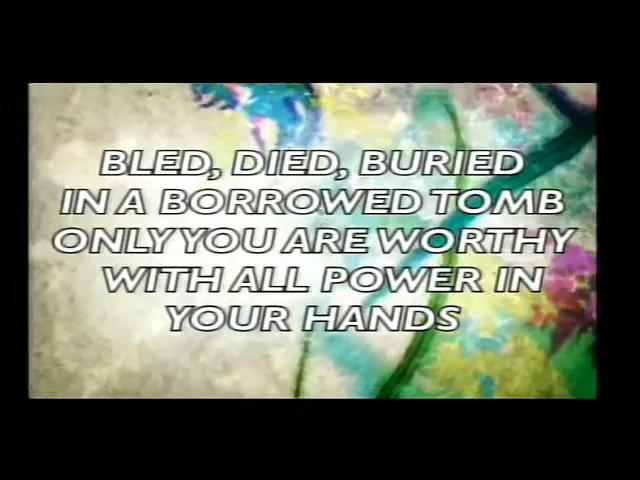 BLED, DIED, BURIED
IN A BORROWED TOMB
ONLY YOU ARE WORTHY
WITH ALL POWER IN
YOUR HANDS